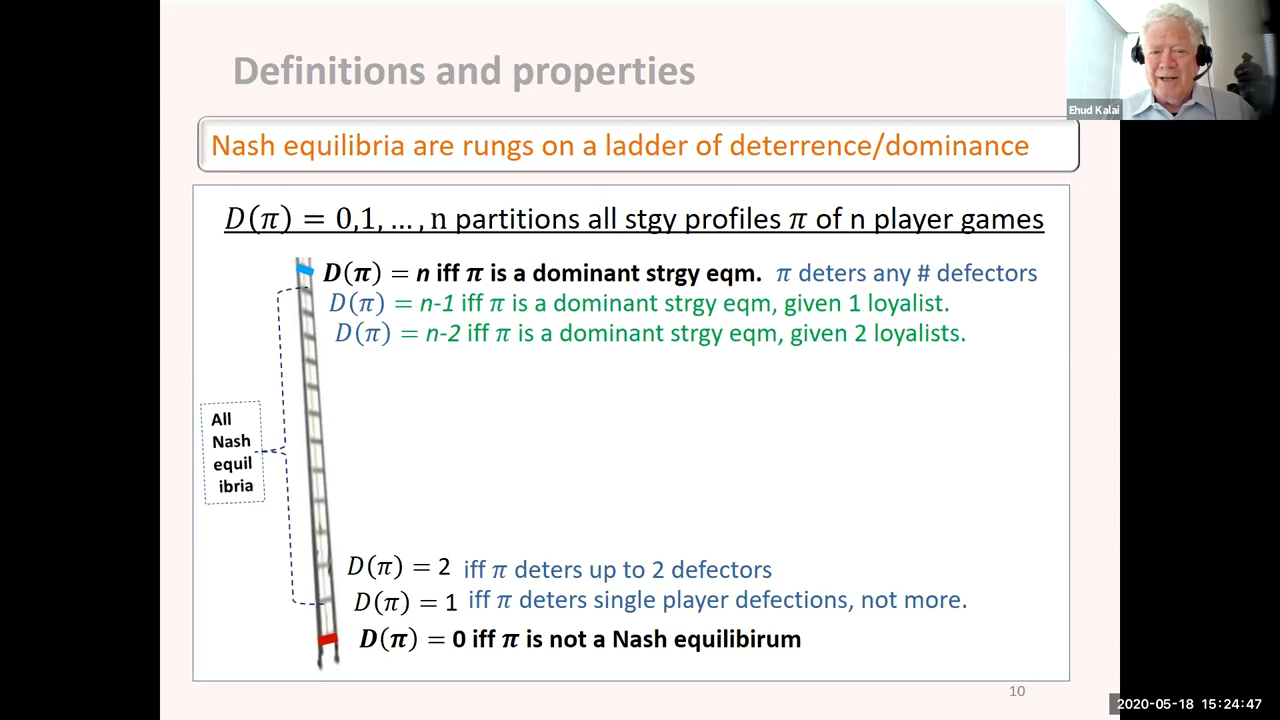 Definitions and properties
Ehud Kalai
Nash equilibria are rungs on a ladder of deterrence/dominance
D(π) = 0,1, … , n partitions all stgy profiles π of n player games
D(π) = n iff π is a dominant strgy eqm. π deters any # defectors
D(π) = n-1 iff π is a dominant strgy eqm, given 1 loyalist.
D(π) = n-2 iff π is a dominant strgy eqm, given 2 loyalists.
All
Nash
equil
ibria
D(π) = 2 iff π deters up to 2 defectors
D(π) = 1 iff π deters single player defections, not more.
D(π) = 0 iff π is not a Nash equilibirum
10
2020-05-18 15:24:47